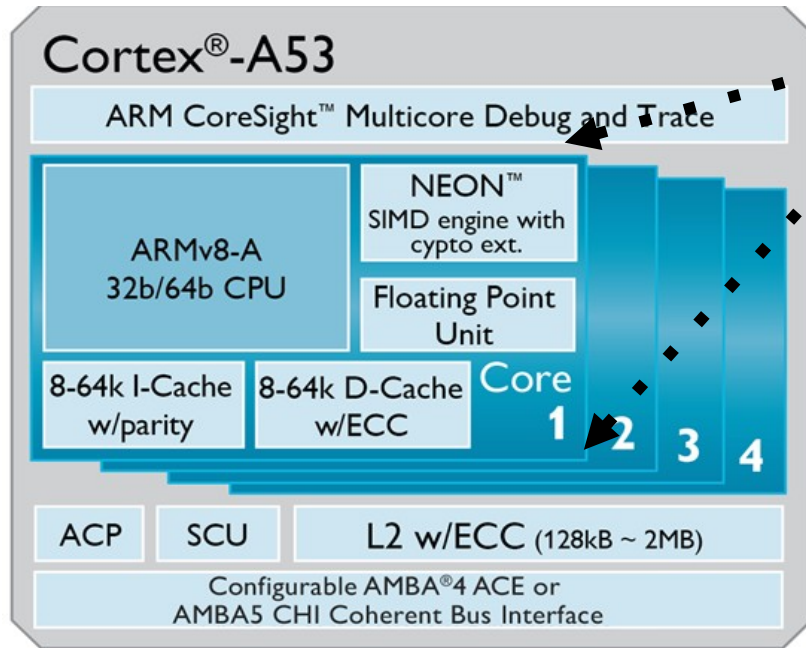 Cortex®-A53
ARM CoreSight™ Multicore Debug and Trace
ARMv8-A
32b/64b CPU
NEON™
SIMD engine with
cypto ext.
Floating Point
Unit
8-64k I-Cache
w/parity
8-64k D-Cache
w/ECC
Core
1
2
3
4
ACP
SCU
L2 w/ECC (128kB ~ 2MB)
Configurable AMBA®4 ACE or
AMBA5 CHI Coherent Bus Interface